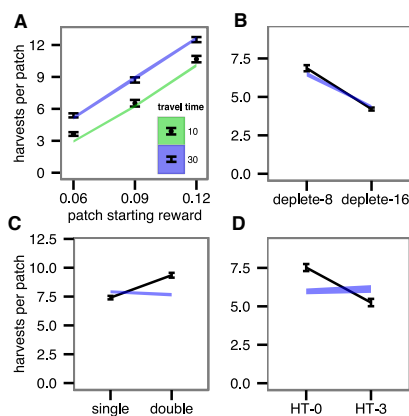 A
harvests per patch
12
9
6
3
0
travel time
10
30
0.06 0.09 0.12
patch starting reward
B
7.5
5.0
2.5
0.0
deplete-8 deplete-16
C
harvests per patch
12.5
10.0
7.5
5.0
2.5
0.0
single double
D
7.5
5.0
2.5
0.0
HT-0 HT-3